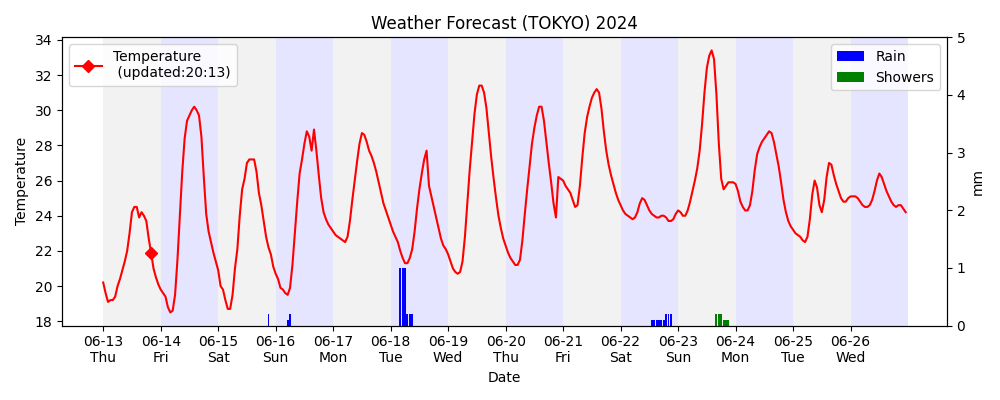 Weather Forecast (TOKYO) 2024
Temperature
(updated:20:13)
Rain
Showers
34
32
30
28
26
24
22
20
18
Temperature
5
4
3
2
1
0
mm
06-13 06-14 06-15 06-16 06-17 06-18 06-19 06-20 06-21 06-22 06-23 06-24 06-25 06-26
Thu Fri Sat Sun Mon Tue Wed Thu Fri Sat Sun Mon Tue Wed
Date